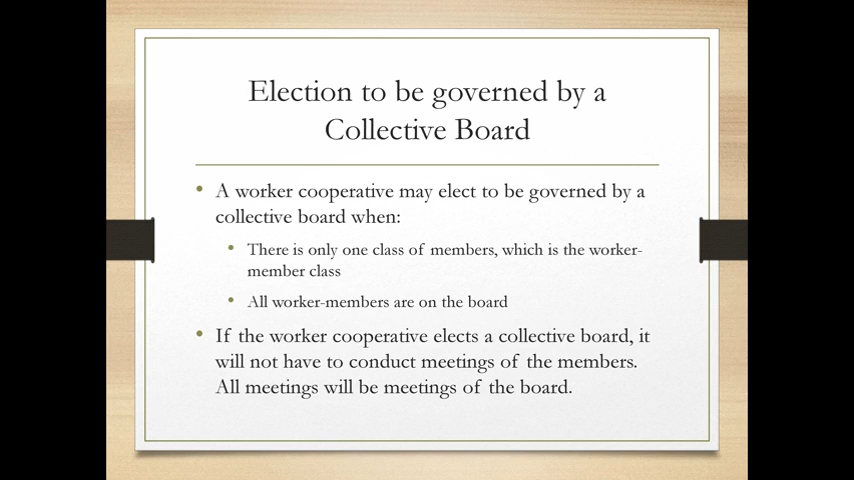 Election to be governed by a
Collective Board
• A worker cooperative may elect to be governed by a
collective board when:
• There is only one class of members, which is the worker-
member class
• All worker-members are on the board
• If the worker cooperative elects a collective board, it
will not have to conduct meetings of the members.
All meetings will be meetings of the board.